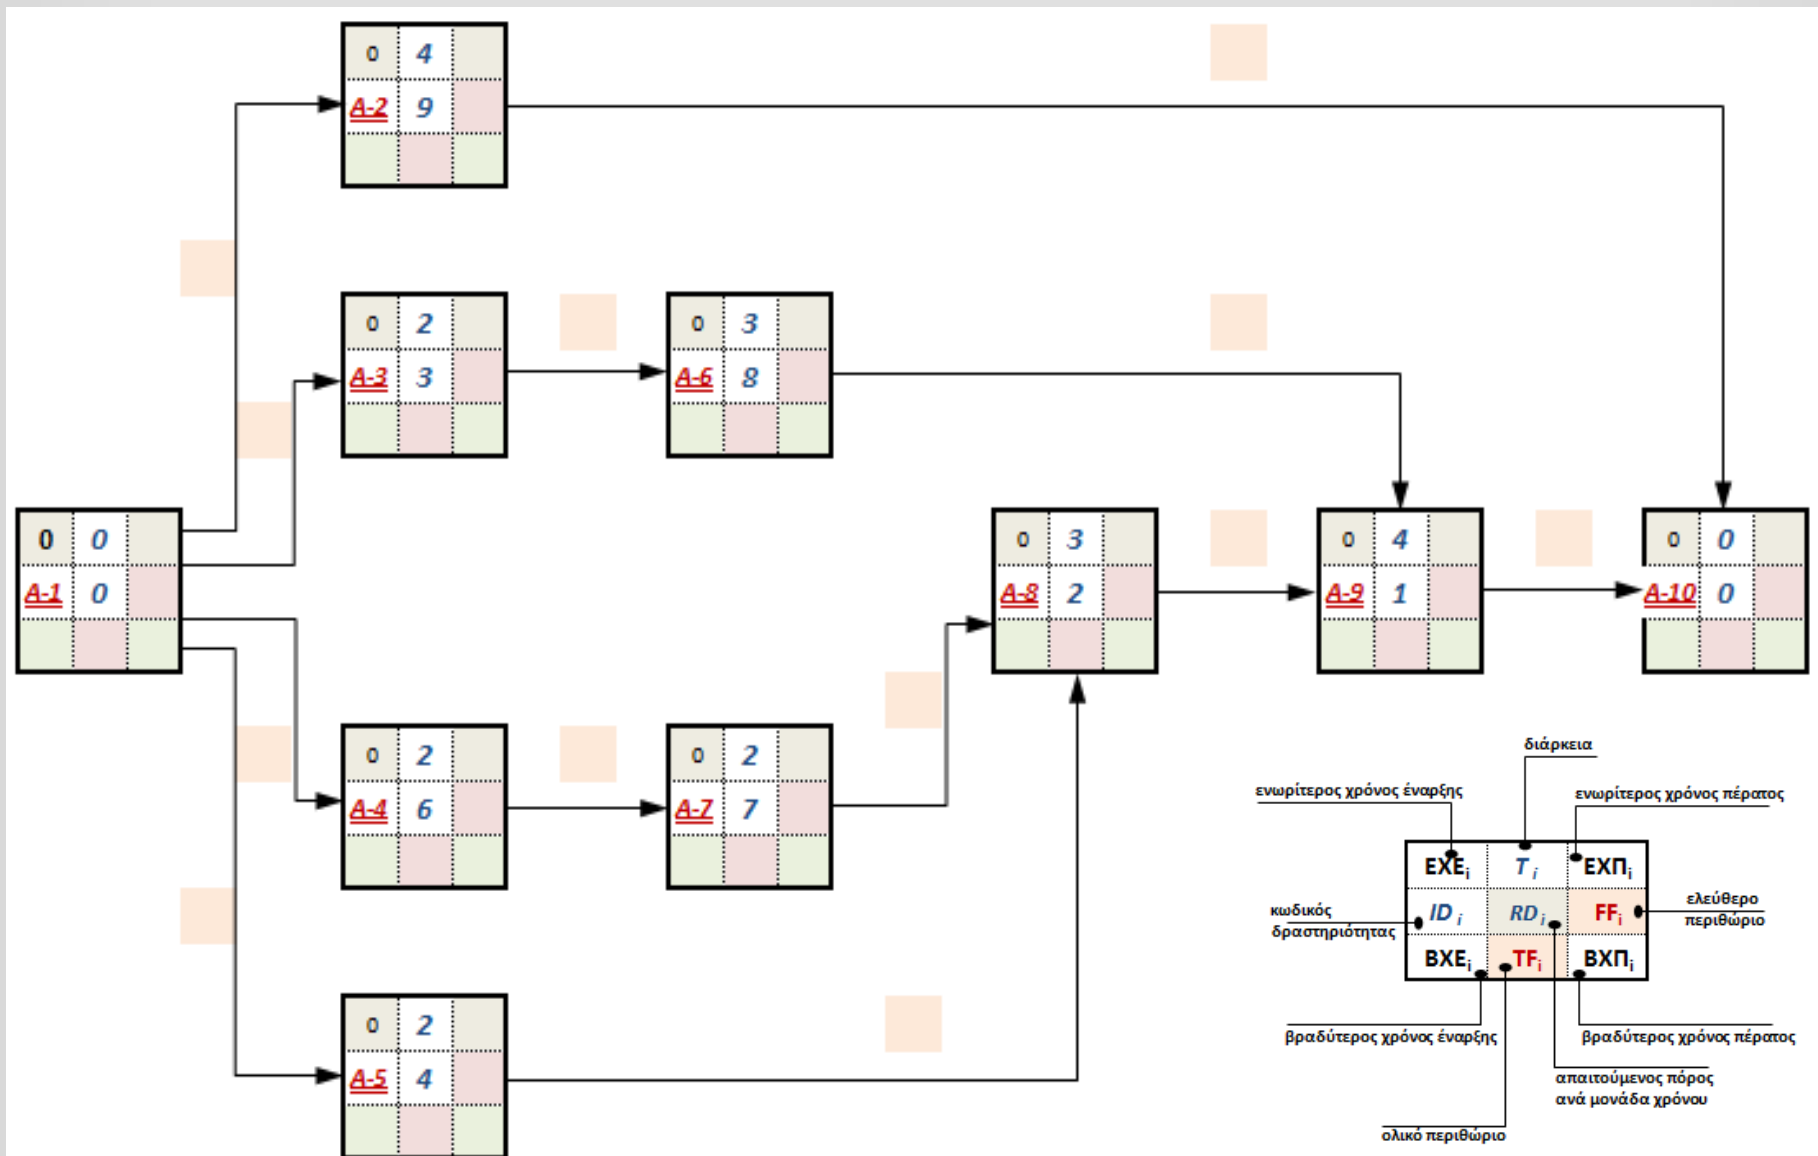 0 4
A-2 9
0 2
A-3 3
0 3
A-6 8
0 0
A-1 0
0 3
A-8 2
0 4
A-9 1
0 0
A-10 0
0 2
A-4 6
0 2
A-7 7
0 2
A-5 4
διάρκεια
ενωρίτερος χρόνος έναρξης
ενωρίτερος χρόνος πέρατος
ΕΧΕi Ti ΕΧΠi
κωδικός
δραστηριότητας
IDi RDi FFi
ελεύθερο
περιθώριο
ΒΧΕi TFi ΒΧΠi
βραδύτερος χρόνος έναρξης
βραδύτερος χρόνος πέρατος
απαιτούμενος πόρος
ανά μονάδα χρόνου
ολικό περιθώριο